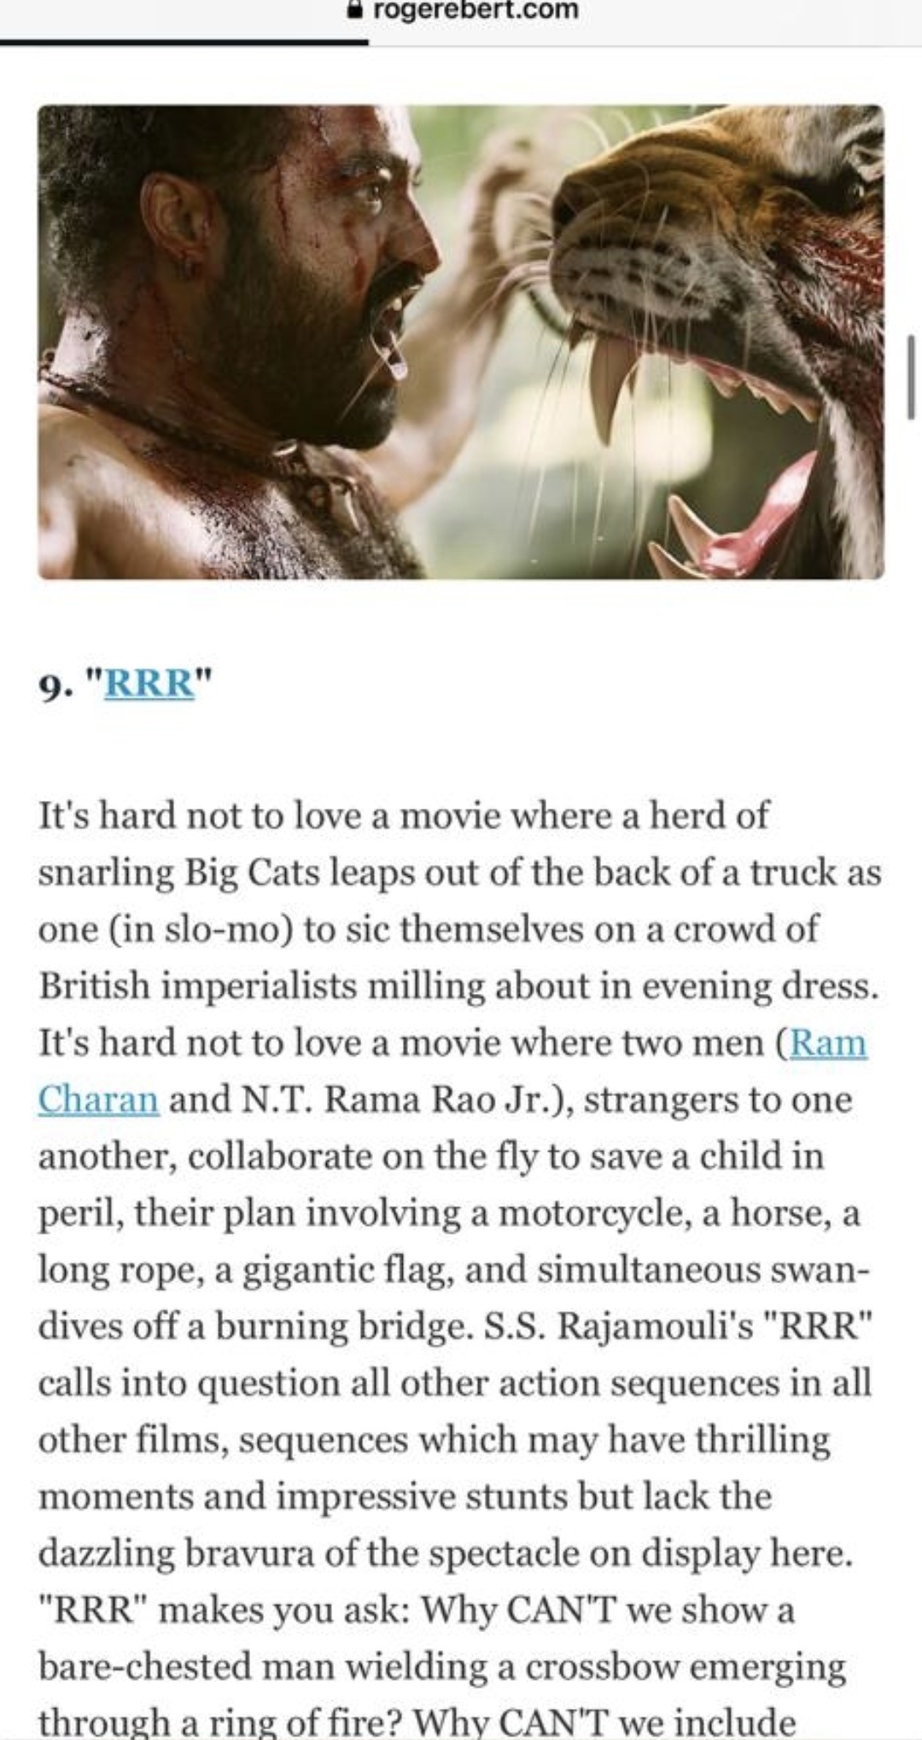 rogerebert.com
9. "RRR"
It's hard not to love a movie where a herd of
snarling Big Cats leaps out of the back of a truck as
one (in slo-mo) to sic themselves on a crowd of
British imperialists milling about in evening dress.
It's hard not to love a movie where two men (Ram
Charan and N.T. Rama Rao Jr.), strangers to one
another, collaborate on the fly to save a child in
peril, their plan involving a motorcycle, a horse, a
long rope, a gigantic flag, and simultaneous swan-
dives off a burning bridge. S.S. Rajamouli's "RRR"
calls into question all other action sequences in all
other films, sequences which may have thrilling
moments and impressive stunts but lack the
dazzling bravura of the spectacle on display here.
"RRR" makes you ask: Why CAN'T we show a
bare-chested man wielding a crossbow emerging
through a ring of fire? Why CAN'T we include